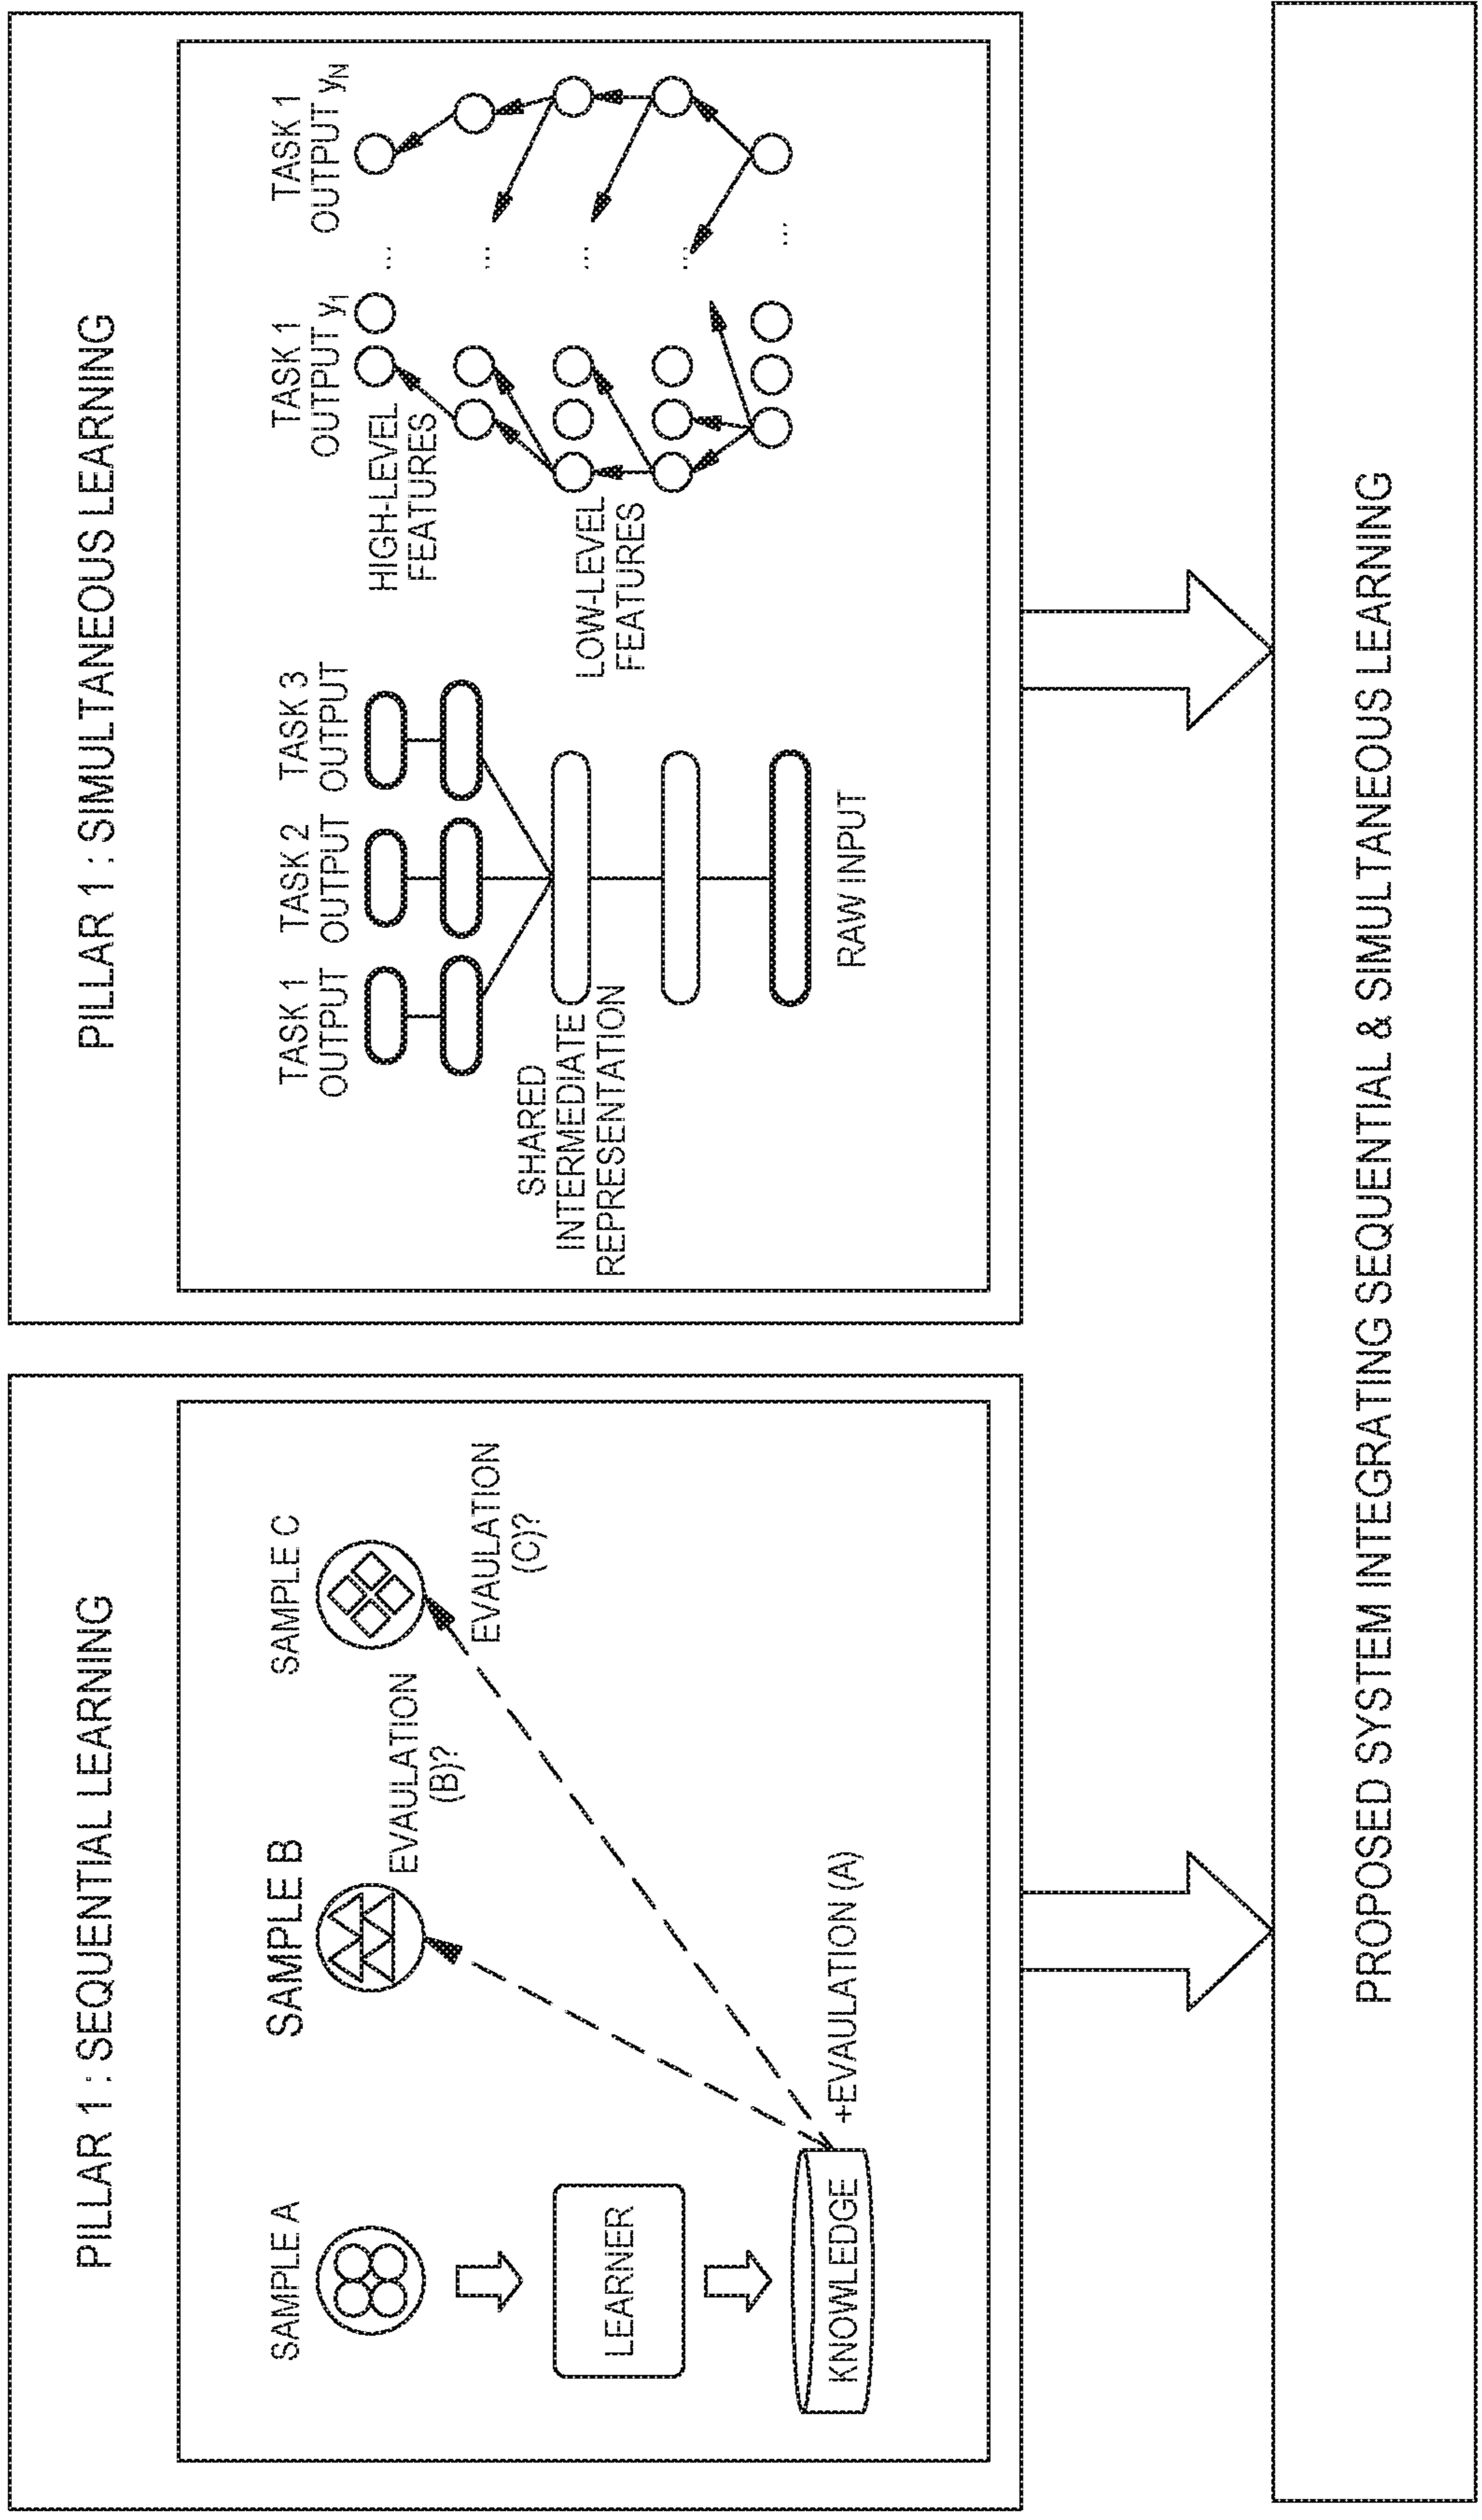 PILLAR 1 : SEQUENTIAL LEARNING
SAMPLE A
SAMPLE B
SAMPLE C
EVAULATION
(B)?
EVAULATION
(C)?
LEARNER
KNOWLEDGE
+EVAULATION (A)
PILLAR 1 : SIMULTANEOUS LEARNING
TASK 1
OUTPUT
TASK 2
OUTPUT
TASK 3
OUTPUT
SHARED
INTERMEDIATE
REPRESENTATION
RAW INPUT
TASK 1
OUTPUT y1
TASK 1
OUTPUT yN
HIGH-LEVEL
FEATURES
LOW-LEVEL
FEATURES
...
...
...
...
...
PROPOSED SYSTEM INTEGRATING SEQUENTIAL & SIMULTANEOUS LEARNING